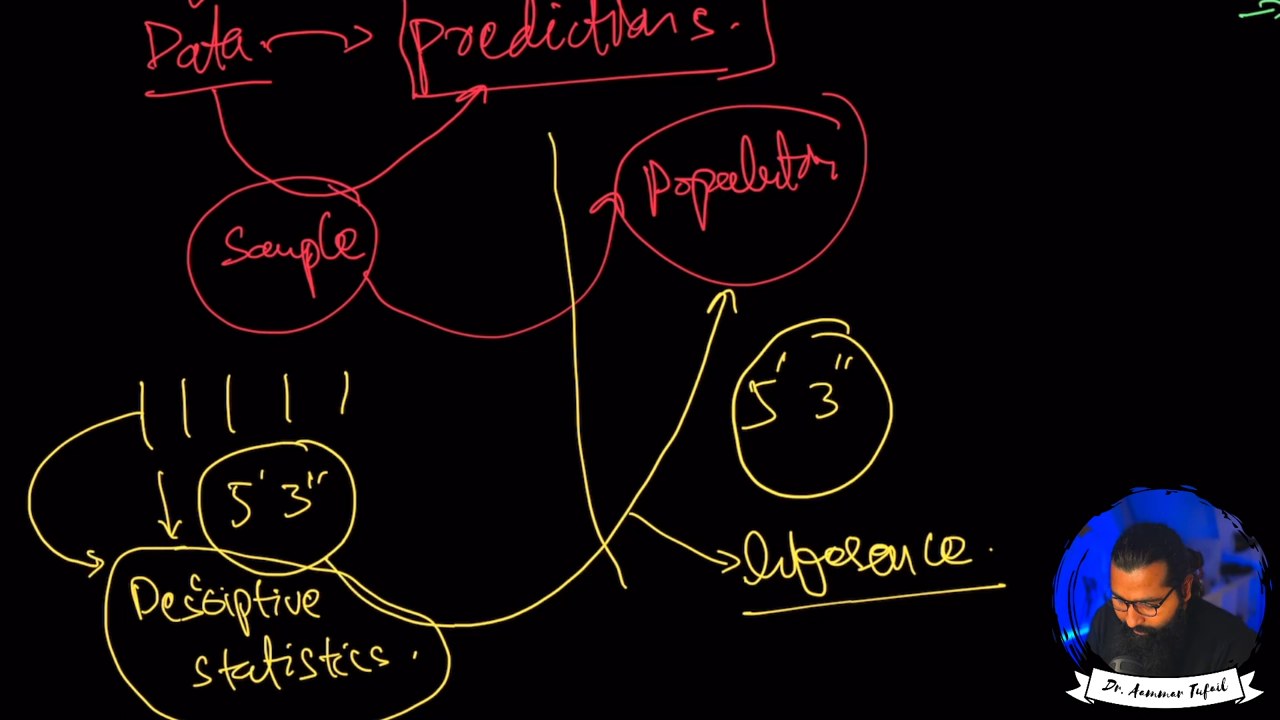 Data
Predictions.
Population
Sample
5' 3"
5' 3"
Inference.
Descriptive
statistics.
Dr. Aammar Tufail